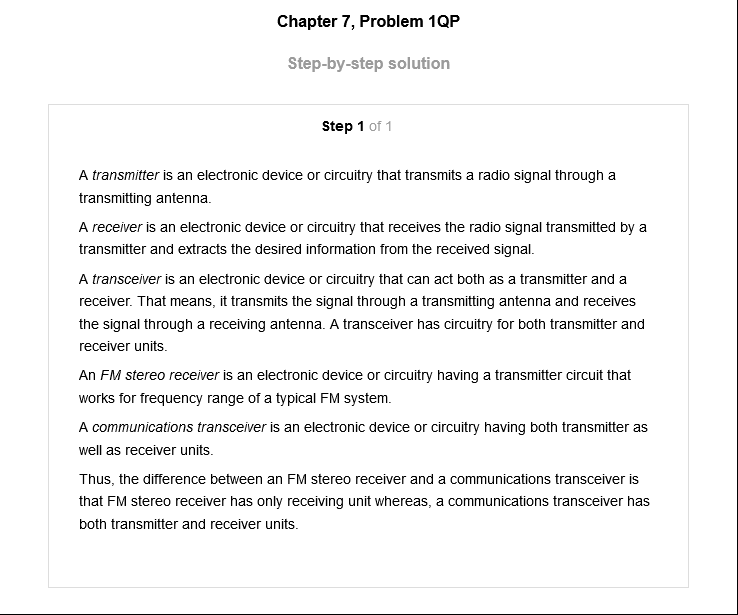 Chapter 7, Problem 1QP
Step-by-step solution
Step 1 of 1
A transmitter is an electronic device or circuitry that transmits a radio signal through a
transmitting antenna.
A receiver is an electronic device or circuitry that receives the radio signal transmitted by a
transmitter and extracts the desired information from the received signal.
A transceiver is an electronic device or circuitry that can act both as a transmitter and a
receiver. That means, it transmits the signal through a transmitting antenna and receives
the signal through a receiving antenna. A transceiver has circuitry for both transmitter and
receiver units.
An FM stereo receiver is an electronic device or circuitry having a transmitter circuit that
works for frequency range of a typical FM system.
A communications transceiver is an electronic device or circuitry having both transmitter as
well as receiver units.
Thus, the difference between an FM stereo receiver and a communications transceiver is
that FM stereo receiver has only receiving unit whereas, a communications transceiver has
both transmitter and receiver units.